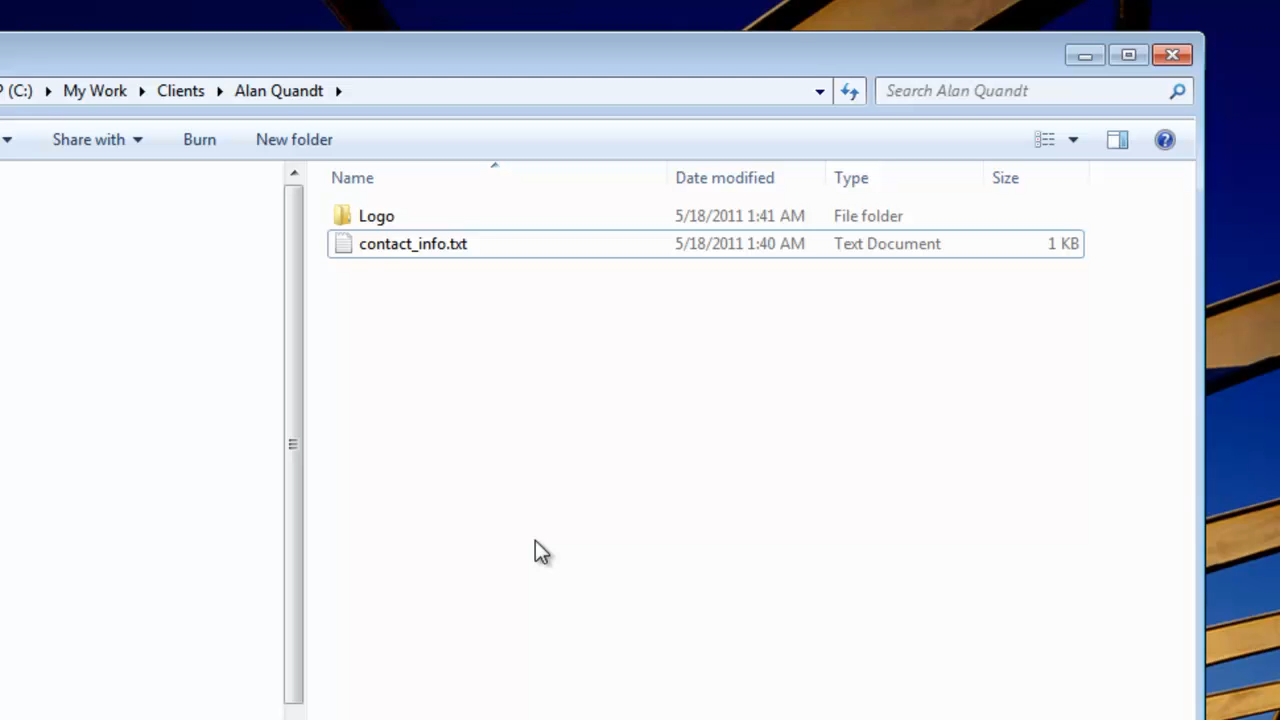 P (C:) My Work Clients Alan Quandt Search Alan Quandt
Share with Burn New folder
Name Date modified Type Size
Logo 5/18/2011 1:41 AM File folder
contact_info.txt 5/18/2011 1:40 AM Text Document 1 KB